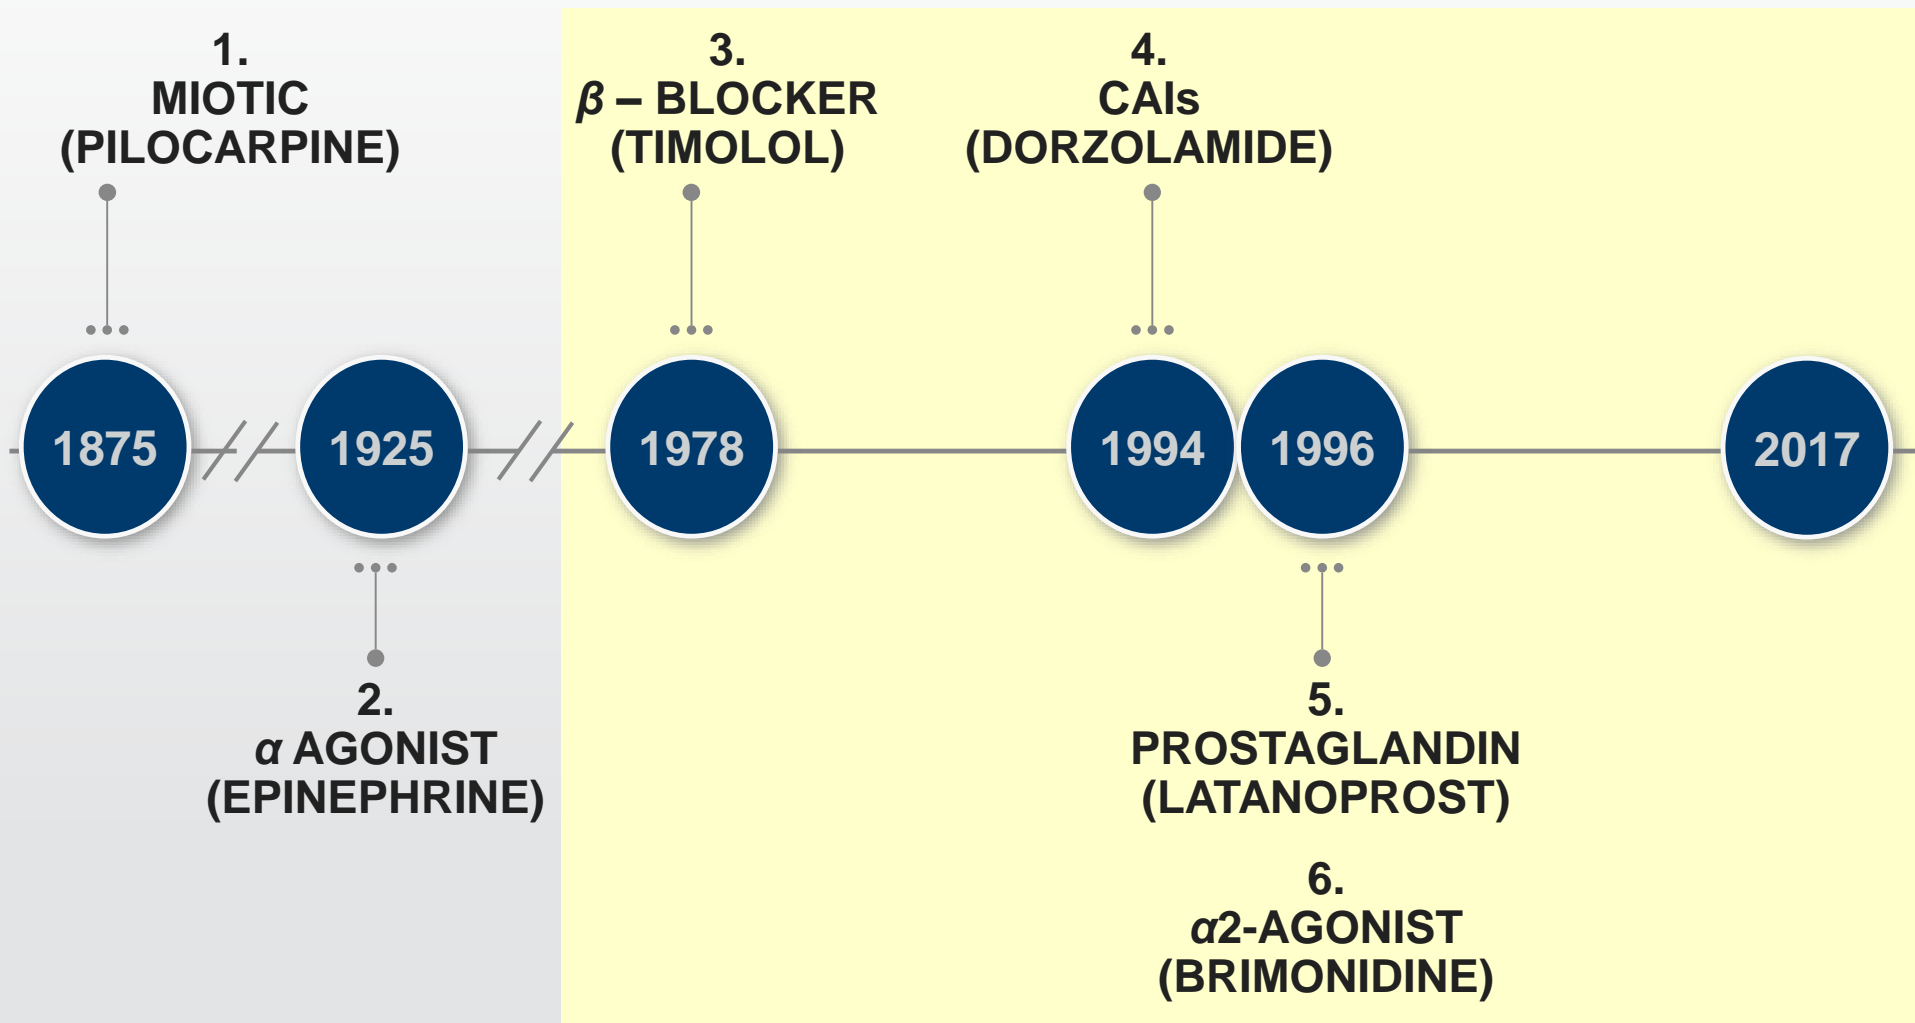 1.
MIOTIC
(PILOCARPINE)
3.
β – BLOCKER
(TIMOLOL)
4.
CAIs
(DORZOLAMIDE)
1875
1925
1978
1994
1996
2017
2.
α AGONIST
(EPINEPHRINE)
5.
PROSTAGLANDIN
(LATANOPROST)
6.
α2-AGONIST
(BRIMONIDINE)